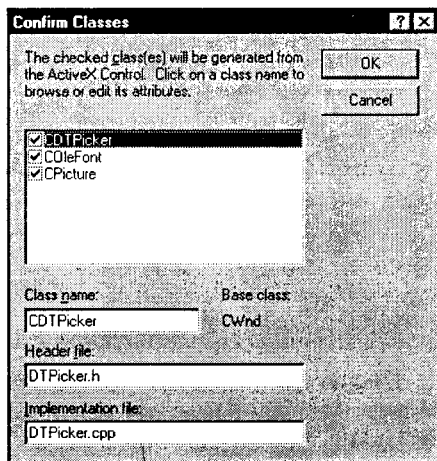 Confirm Classes
The checked class(es) will be generated from
the ActiveX Control. Click on a class name to
browse or edit its attributes.
OK
Cancel
CDTPicker
COleFont
CPicture
Class name:
Base class:
CDTPicker
CWnd
Header file:
DTPicker.h
Implementation file:
DTPicker.cpp